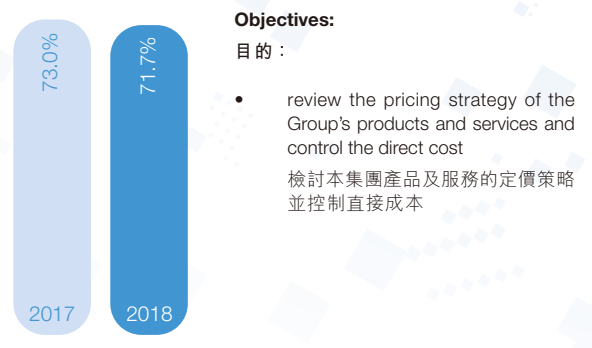 73.0%
71.7%
2017
2018
Objectives:
目的：
• review the pricing strategy of the
Group's products and services and
control the direct cost
檢討本集團產品及服務的定價策略
並控制直接成本